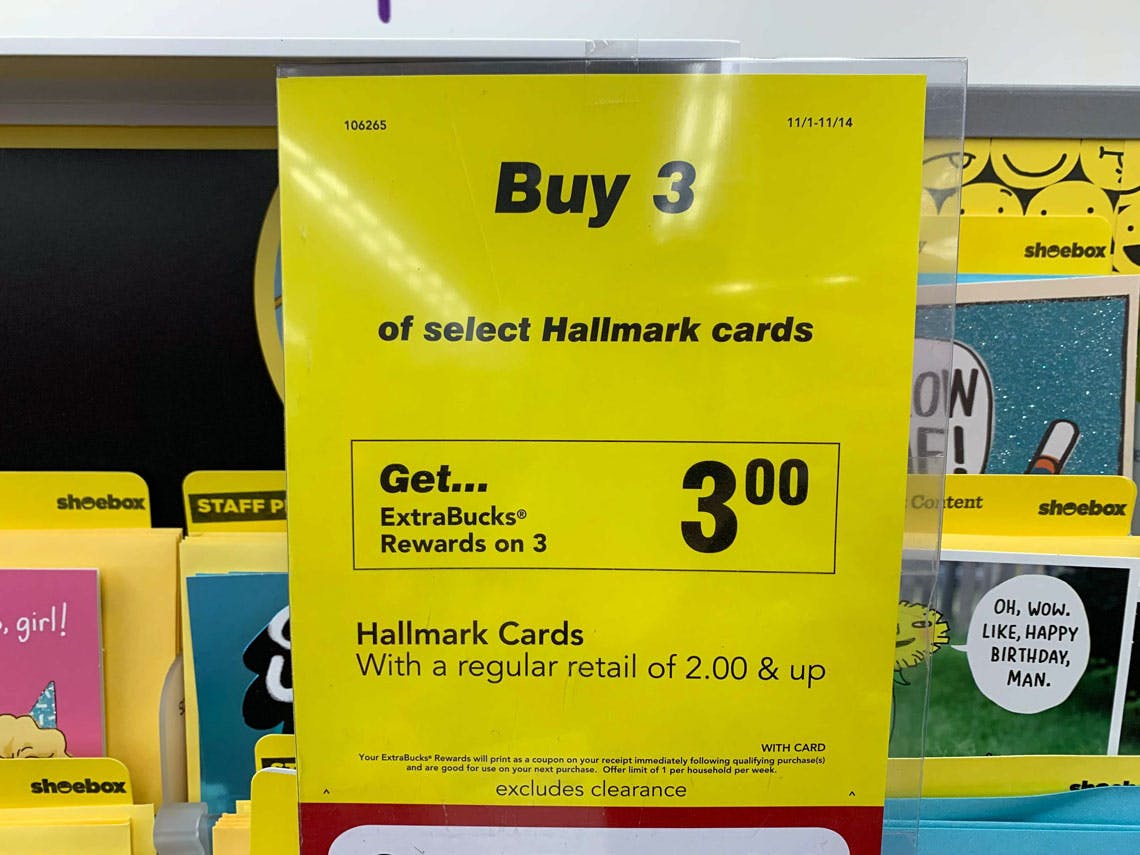 106265
11/1-11/14
Buy 3
of select Hallmark cards
Get...
ExtraBucks®
Rewards on 3
3⁰⁰
Hallmark Cards
With a regular retail of 2.00 & up
WITH CARD
Your ExtraBucks® Rewards will print as a coupon on your receipt immediately following qualifying purchase(s)
and are good for use on your next purchase. Offer limit of 1 per household per week.
^ excludes clearance ^
shoebox
STAFF P
, girl!
shoebox
shoebox
Content
shoebox
OH, WOW.
LIKE, HAPPY
BIRTHDAY,
MAN.